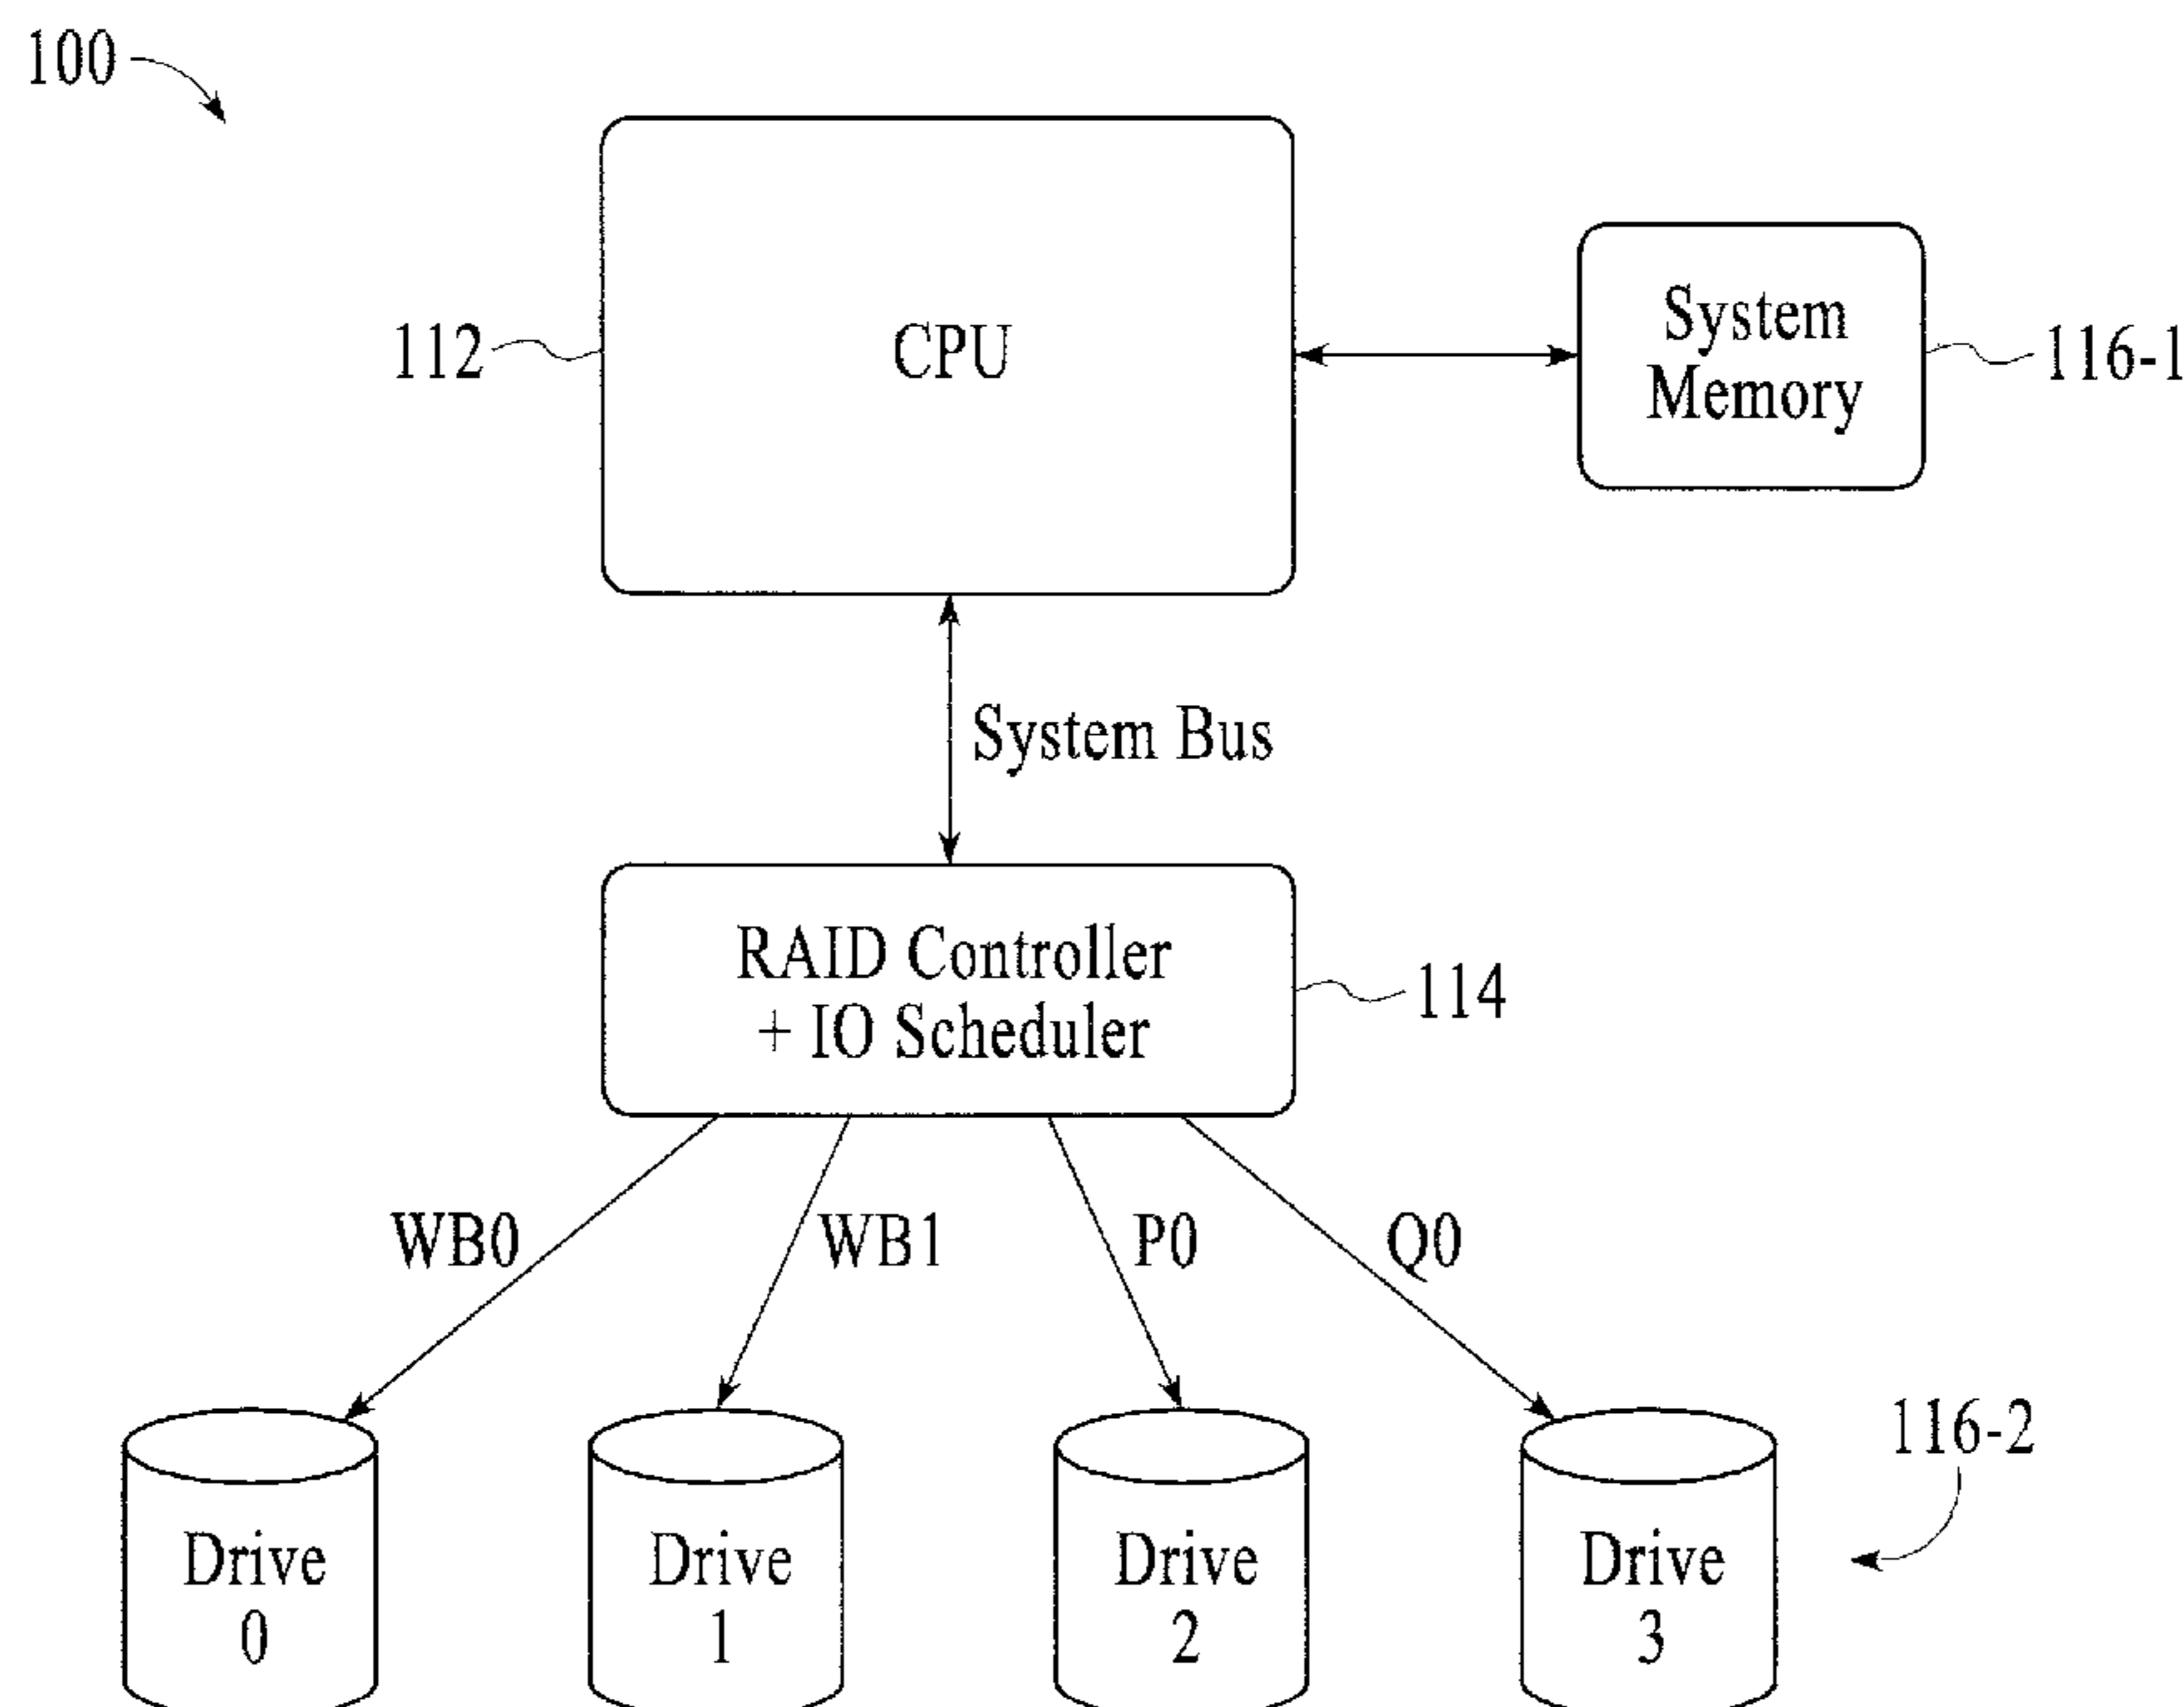 100
CPU
112
System
Memory
116-1
System Bus
RAID Controller
+ IO Scheduler
114
WB0
WB1
P0
Q0
116-2
Drive
0
Drive
1
Drive
2
Drive
3